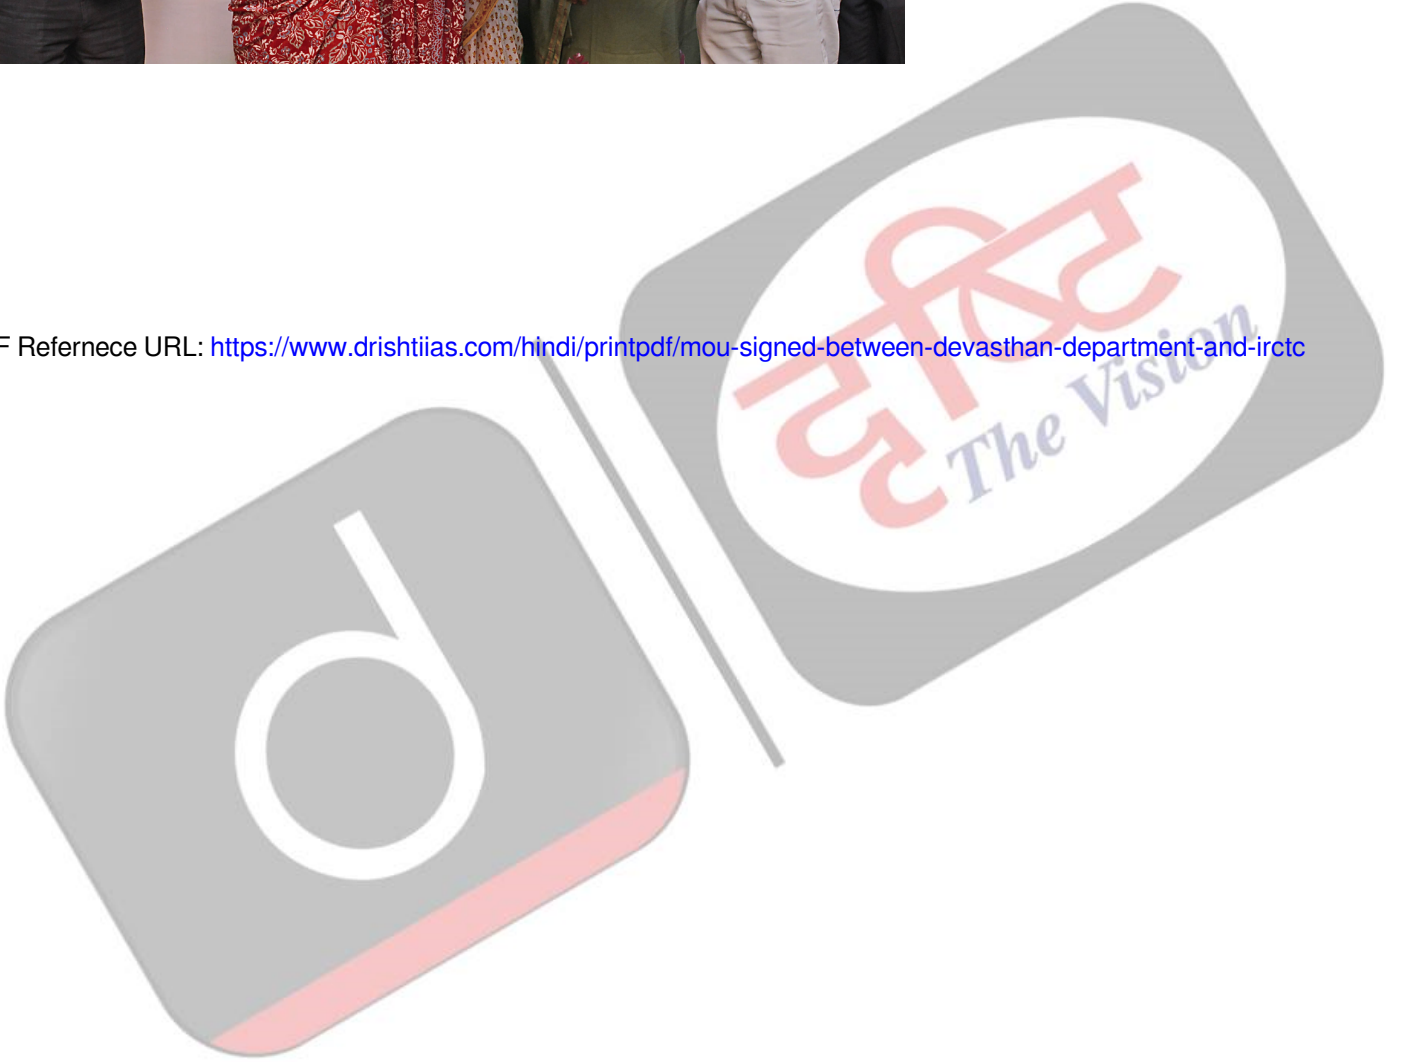 F Refernece URL: https://www.drishtiias.com/hindi/printpdf/mou-signed-between-devasthan-department-and-irctc
दृष्टि
The Vision
d